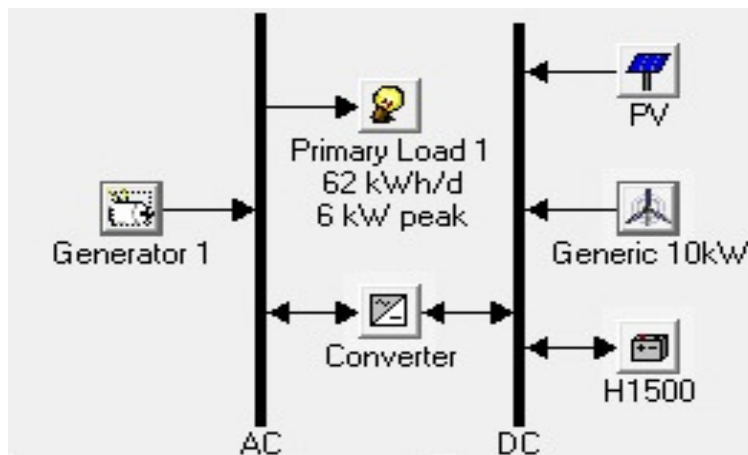 Primary Load 1
62 kWh/d
6 kW peak
PV
Generator 1
Generic 10kW
Converter
H1500
AC
DC